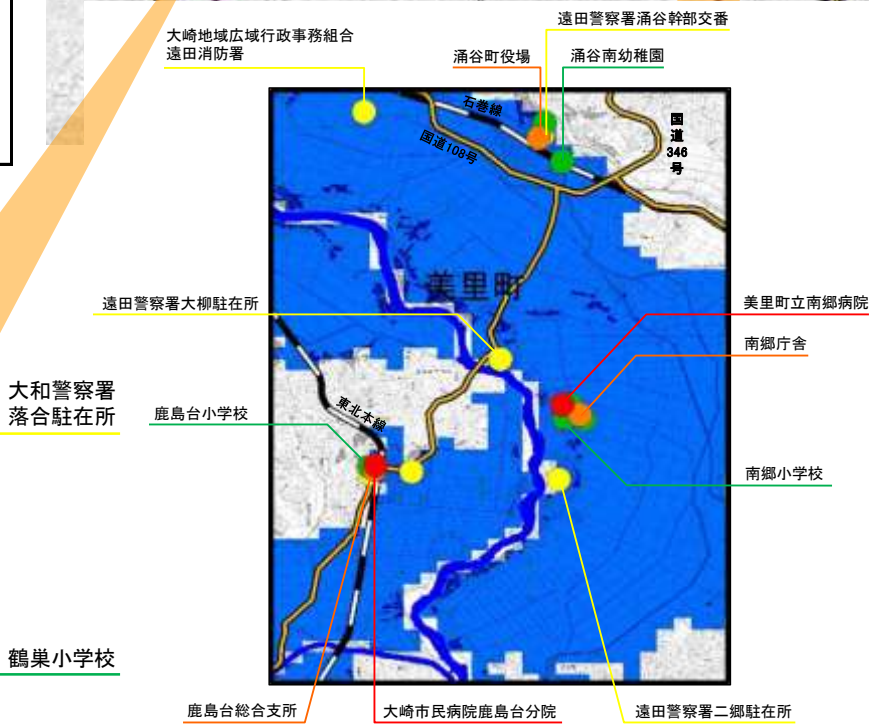 遠田警察署涌谷幹部交番
大崎地域広域行政事務組合
遠田消防署
涌谷町役場
涌谷南幼稚園
石巻線
国道108号
国道346号
美里町
遠田警察署大柳駐在所
美里町立南郷病院
南郷庁舎
大和警察署
落合駐在所
鹿島台小学校
東北本線
南郷小学校
鶴巣小学校
鹿島台総合支所
大崎市民病院鹿島台分院
遠田警察署二郷駐在所